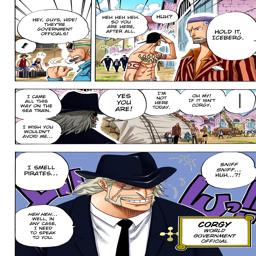 HEY, GUYS, HIDE!
THEY'RE
GOVERNMENT
OFFICIALS!
HEH HEH HEH.
SO YOU
ARE HERE,
AFTER ALL.
HUH?
HOLD IT,
ICEBERG.
!
OH MY!
IF IT ISN'T
CORGY.
I'M
NOT
HERE
TODAY.
YES
YOU
ARE!
I CAME
ALL THIS
WAY ON THE
SEA TRAIN.
I WISH YOU
WOULDN'T
AVOID ME...
I SMELL
PIRATES...
SNIFF
SNIFF...
HUH...?!
HEH HEH...
WELL, IN
ANY CASE,
I NEED
TO SPEAK
TO YOU.
CORGY
WORLD
GOVERNMENT
OFFICIAL